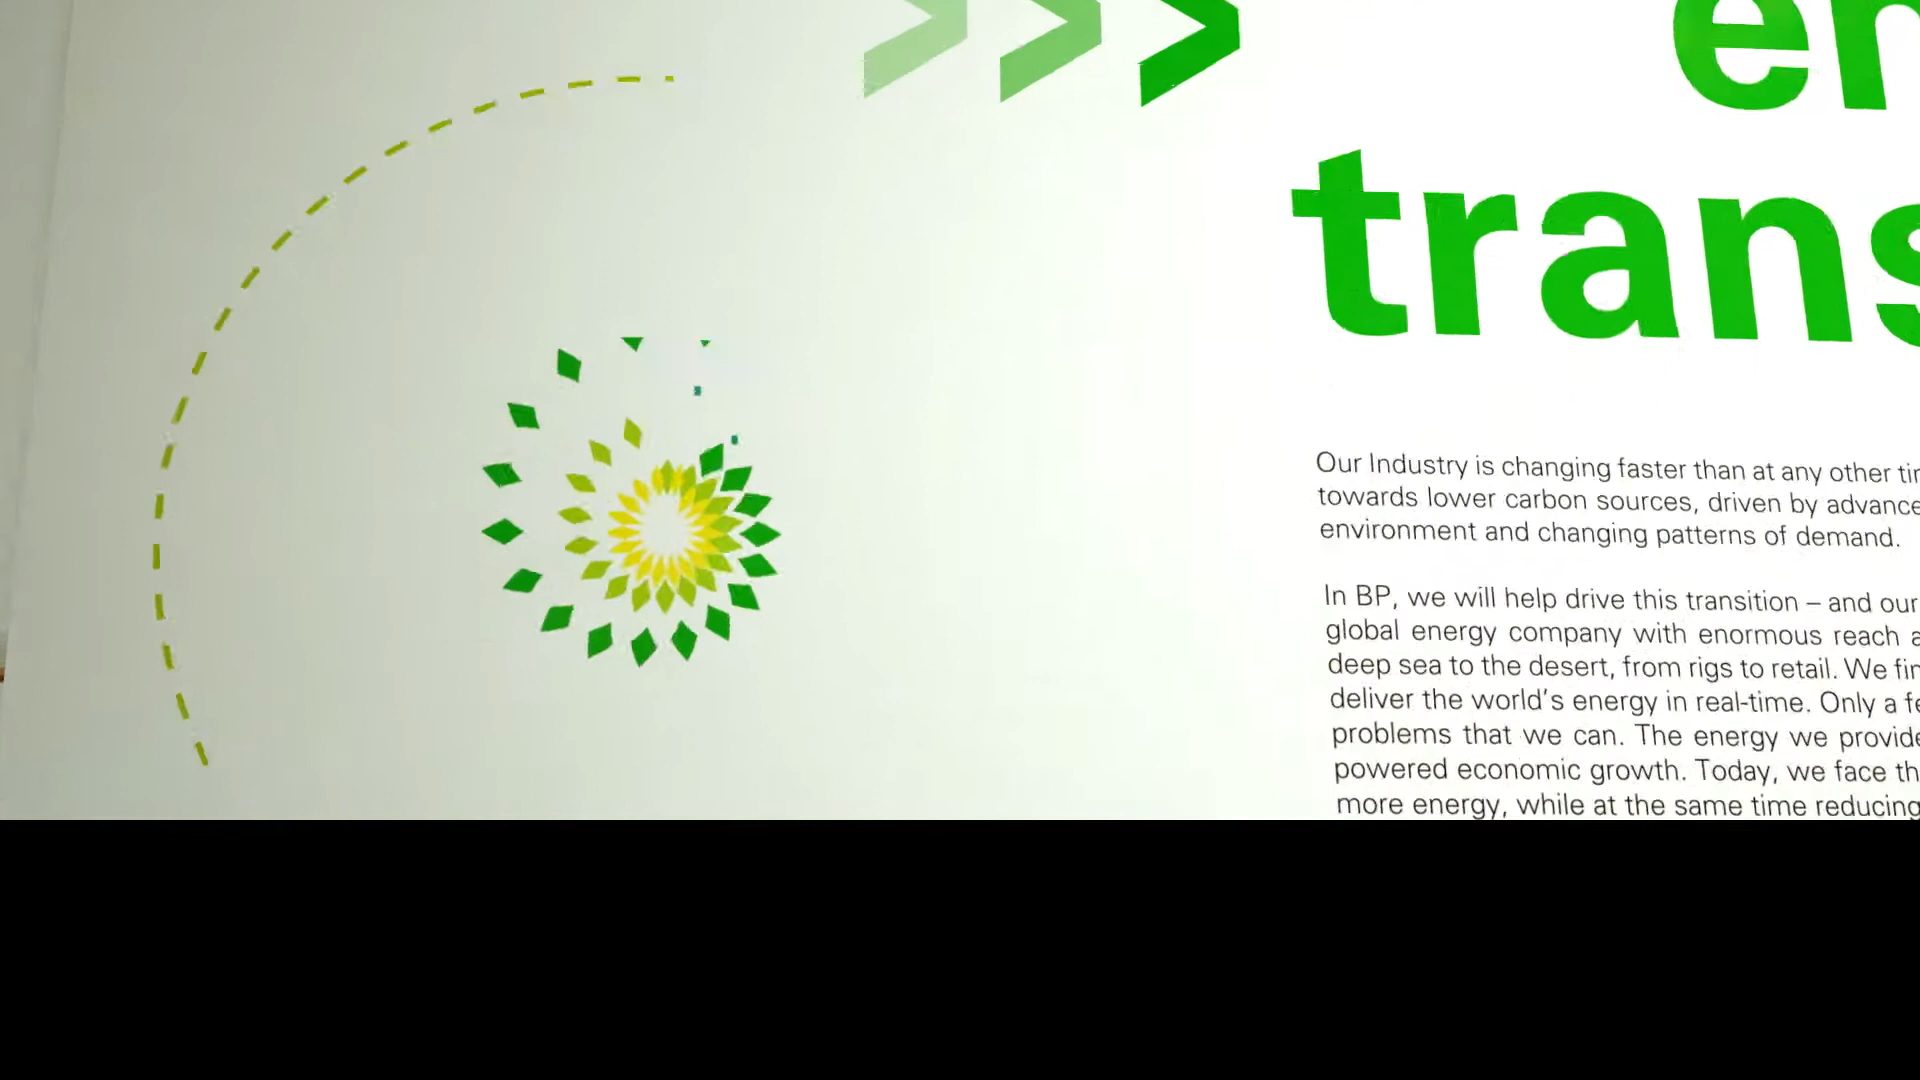 en
trans
Our Industry is changing faster than at any other
towards lower carbon sources, driven by
environment and changing patterns of demand.
In BP, we will help drive this transition – and our
global energy company with enormous reach
deep sea to the desert, from rigs to retail. We
deliver the world's energy in real-time. Only a
problems that we can. The energy we
powered economic growth. Today, we face
more energy, while at the same time reducing